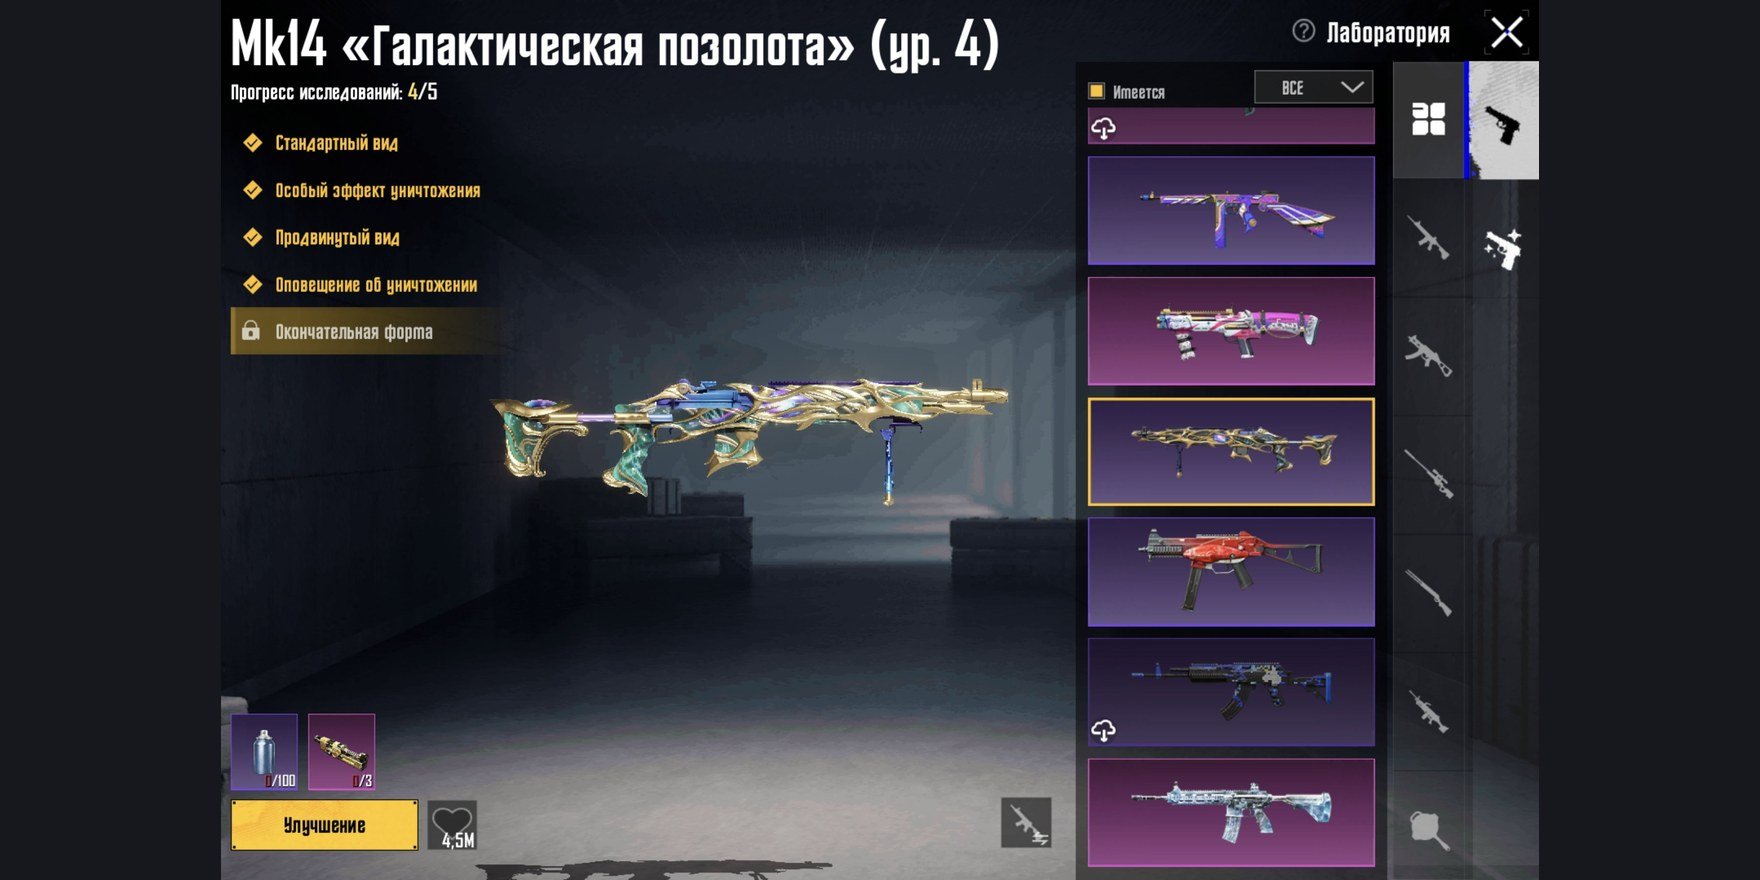 Mk14 «Галактическая позолота» (ур. 4)
Прогресс исследований: 4/5
Стандартный вид
Особый эффект уничтожения
Продвинутый вид
Оповещение об уничтожении
Окончательная форма
0/100
0/3
Улучшение
4,5M
? Лаборатория
Имеется
ВСЕ